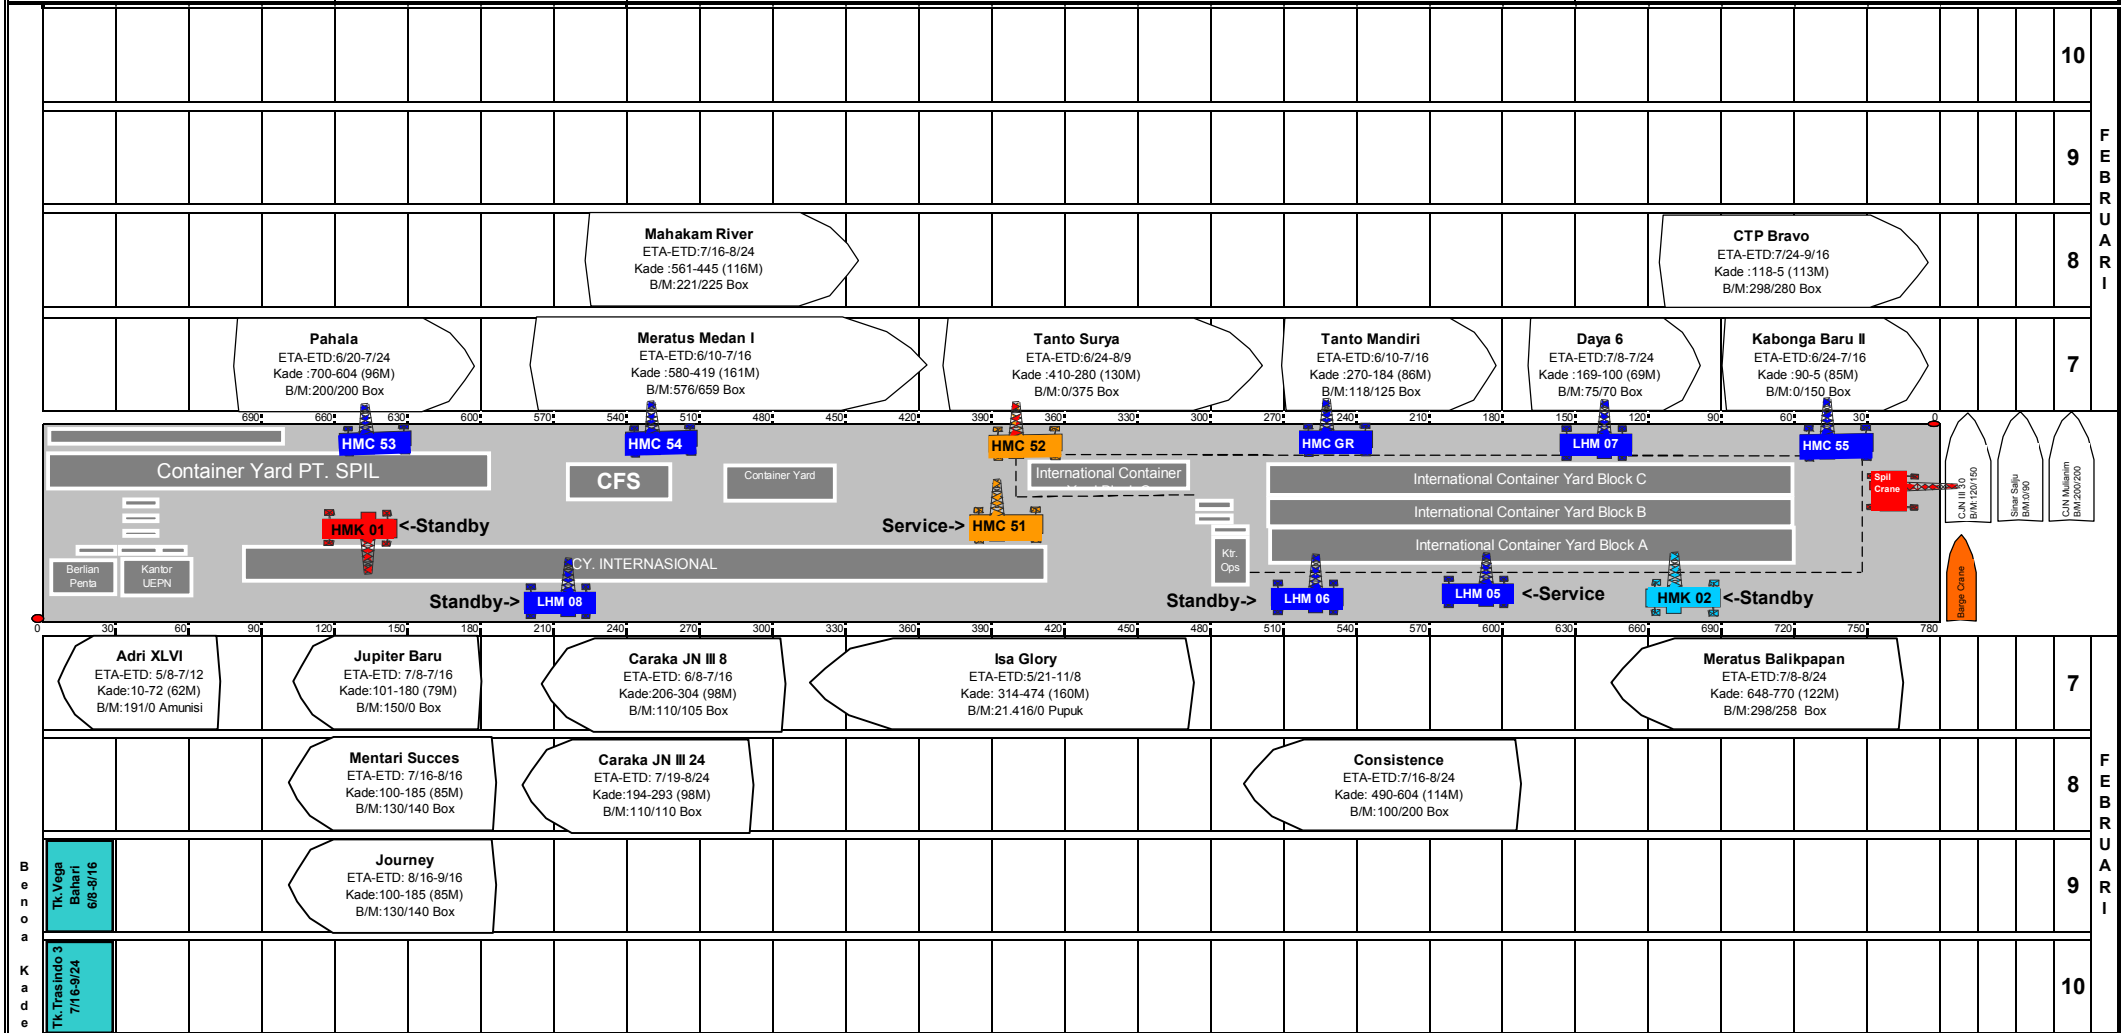 10
9
FEBRUARI
Mahakam River
ETA-ETD:7/16-8/24
Kade :561-445 (116M)
B/M:221/225 Box
CTP Bravo
ETA-ETD:7/24-9/16
Kade :118-5 (113M)
B/M:298/280 Box
8
Pahala
ETA-ETD:6/20-7/24
Kade :700-604 (96M)
B/M:200/200 Box
Meratus Medan I
ETA-ETD:6/10-7/16
Kade :580-419 (161M)
B/M:576/659 Box
Tanto Surya
ETA-ETD:6/24-8/9
Kade :410-280 (130M)
B/M:0/375 Box
Tanto Mandiri
ETA-ETD:6/10-7/16
Kade :270-184 (86M)
B/M:118/125 Box
Daya 6
ETA-ETD:7/8-7/24
Kade :169-100 (69M)
B/M:75/70 Box
Kabonga Baru II
ETA-ETD:6/24-7/16
Kade :90-5 (85M)
B/M:0/150 Box
7
690 660 630 600 570 540 510 480 450 420 390 360 330 300 270 240 210 180 150 120 90 60 30 0
HMC 53
HMC 54
HMC 52
HMC GR
LHM 07
HMC 55
Container Yard PT. SPIL
CFS
Container Yard
International Container
International Container Yard Block C
International Container Yard Block B
International Container Yard Block A
Spil
Crane
CJN III 30
B/M:120/150
Sinar Salju
B/M:0/90
CJN Mulianim
B/M:200/200
HMK 01
<-Standby
Service->
HMC 51
Berlian
Penta
Kantor
UEPN
CY. INTERNASIONAL
Ktr.
Ops
Standby->
LHM 08
Standby->
LHM 06
LHM 05
<-Service
HMK 02
<-Standby
Barge Crane
0 30 60 90 120 150 180 210 240 270 300 330 360 390 420 450 480 510 540 570 600 630 660 690 720 750 780
Adri XLVI
ETA-ETD: 5/8-7/12
Kade:10-72 (62M)
B/M:191/0 Amunisi
Jupiter Baru
ETA-ETD: 7/8-7/16
Kade:101-180 (79M)
B/M:150/0 Box
Caraka JN III 8
ETA-ETD: 6/8-7/16
Kade:206-304 (98M)
B/M:110/105 Box
Isa Glory
ETA-ETD:5/21-11/8
Kade: 314-474 (160M)
B/M:21.416/0 Pupuk
Meratus Balikpapan
ETA-ETD:7/8-8/24
Kade: 648-770 (122M)
B/M:298/258 Box
7
Mentari Succes
ETA-ETD: 7/16-8/16
Kade:100-185 (85M)
B/M:130/140 Box
Caraka JN III 24
ETA-ETD: 7/19-8/24
Kade:194-293 (98M)
B/M:110/110 Box
Consistence
ETA-ETD:7/16-8/24
Kade: 490-604 (114M)
B/M:100/200 Box
8
FEBRUARI
Benoa Kade
Tk.Vega
Bahari
6/8-8/16
Journey
ETA-ETD: 8/16-9/16
Kade:100-185 (85M)
B/M:130/140 Box
9
Tk.Trasindo 3
7/16-9/24
10